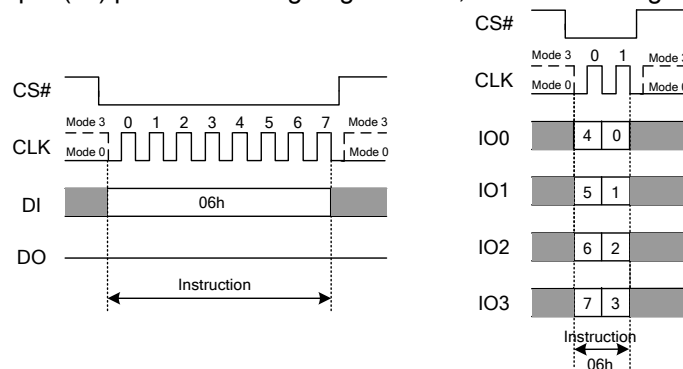 CS#
Mode 3 0 1 2 3 4 5 6 7 Mode 3
CLK
Mode 0 Mode 0
DI 06h
DO
Instruction
CS#
Mode 3 0 1 Mode 3
CLK
Mode 0 Mode 0
IO0 4 0
IO1 5 1
IO2 6 2
IO3 7 3
Instruction
06h